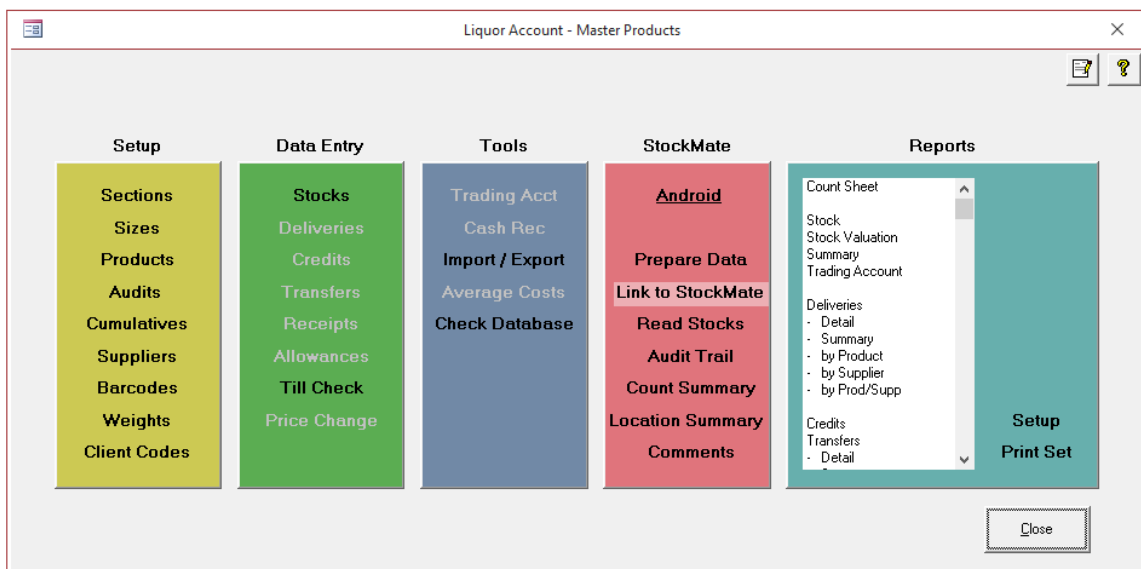 Liquor Account - Master Products
?
Setup
Sections
Sizes
Products
Audits
Cumulatives
Suppliers
Barcodes
Weights
Client Codes
Data Entry
Stocks
Deliveries
Credits
Transfers
Receipts
Allowances
Till Check
Price Change
Tools
Trading Acct
Cash Rec
Import / Export
Average Costs
Check Database
StockMate
Android
Prepare Data
Link to StockMate
Read Stocks
Audit Trail
Count Summary
Location Summary
Comments
Reports
Count Sheet
Stock
Stock Valuation
Summary
Trading Account
Deliveries
- Detail
- Summary
- by Product
- by Supplier
- by Prod/Supp
Credits
Transfers
- Detail
Setup
Print Set
Close